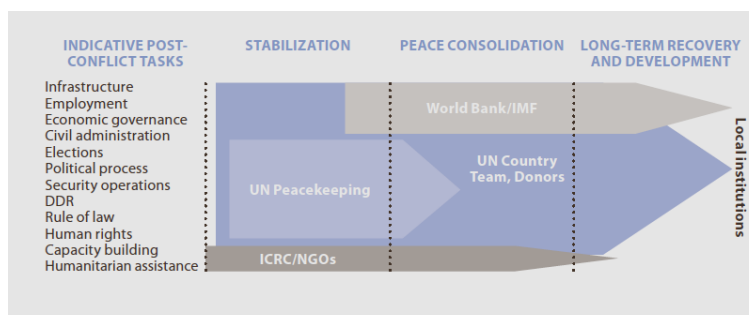 INDICATIVE POST-
CONFLICT TASKS
STABILIZATION
PEACE CONSOLIDATION
LONG-TERM RECOVERY
AND DEVELOPMENT
Infrastructure
Employment
Economic governance
Civil administration
Elections
Political process
Security operations
DDR
Rule of law
Human rights
Capacity building
Humanitarian assistance
World Bank/IMF
UN Peacekeeping
UN Country
Team, Donors
ICRC/NGOs
Local institutions